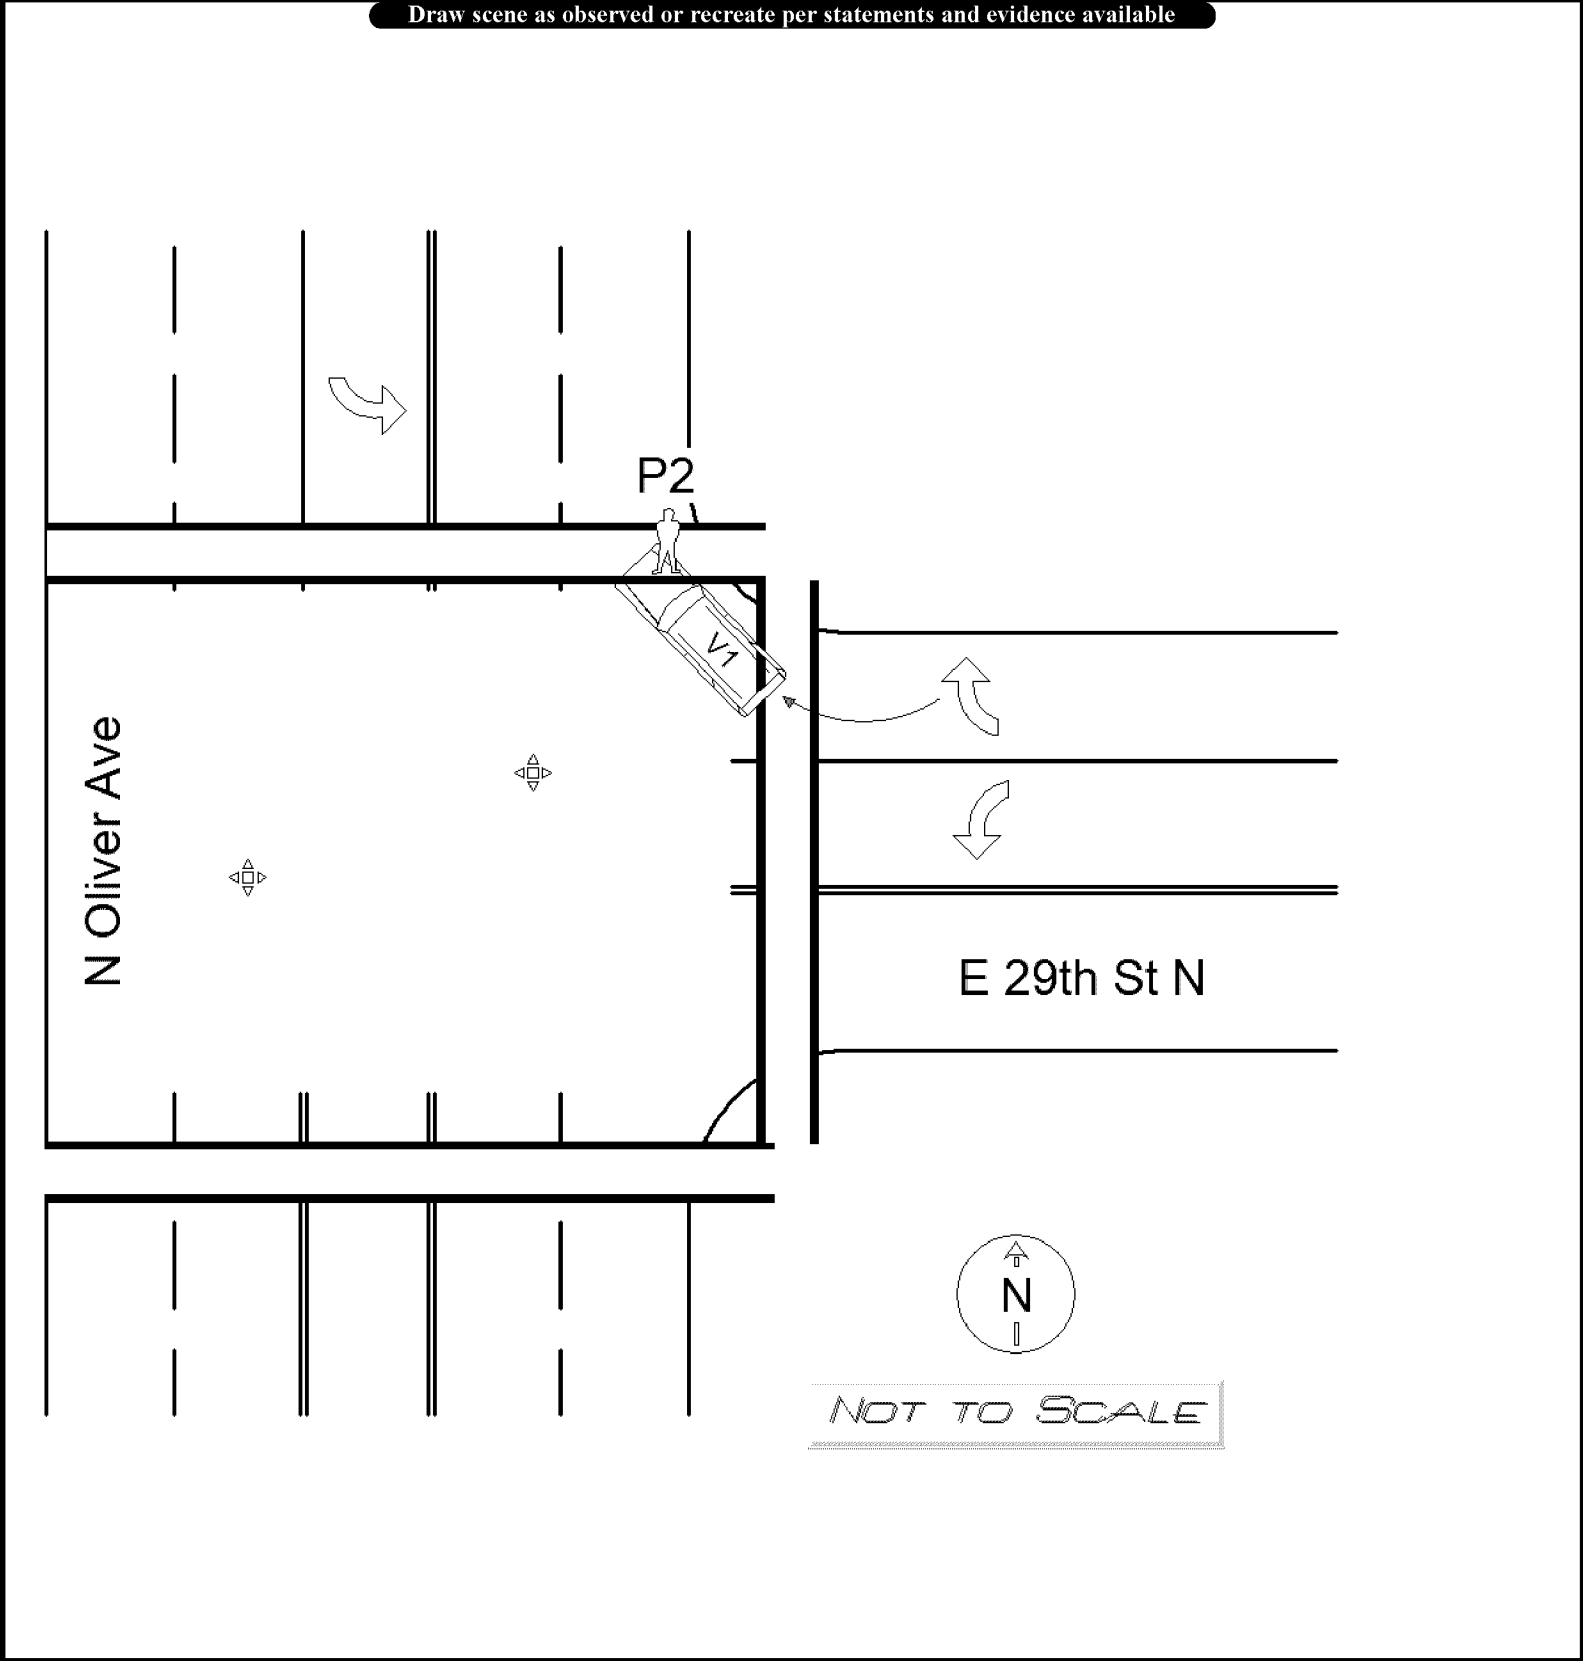 Draw scene as observed or recreate per statements and evidence available
P2
V1
N Oliver Ave
E 29th St N
N
NOT TO SCALE